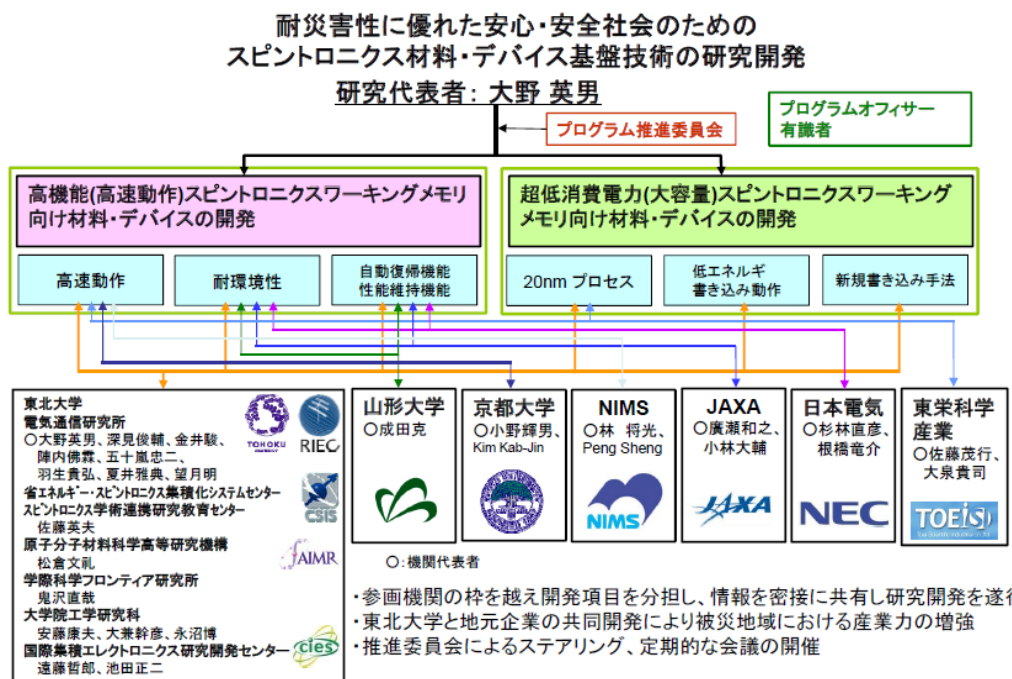 耐災害性に優れた安心・安全社会のための
スピントロニクス材料・デバイス基盤技術の研究開発
研究代表者： 大野 英男
プログラム推進委員会
プログラムオフィサー
有識者
高機能(高速動作)スピントロニクスワーキングメモリ
向け材料・デバイスの開発
超低消費電力(大容量)スピントロニクスワーキング
メモリ向け材料・デバイスの開発
高速動作
耐環境性
自動復帰機能
性能維持機能
20nm プロセス
低エネルギ
書き込み動作
新規書き込み手法
東北大学
電気通信研究所
○大野英男、深見俊輔、金井駿、
陣内佛霖、五十嵐忠二、
羽生貴弘、夏井雅典、望月明
省エネルギー・スピントロニクス集積化システムセンター
スピントロニクス学術連携研究教育センター
佐藤英夫
原子分子材料科学高等研究機構
松倉文礼
学際科学フロンティア研究所
鬼沢直哉
大学院工学研究科
安藤康夫、大兼幹彦、永沼博
国際集積エレクトロニクス研究開発センター
遠藤哲郎、池田正二
TOHOKU
RIEC
CSIS
AIMR
cies
山形大学
○成田克
京都大学
○小野輝男、
Kim Kab-Jin
NIMS
○林 将光、
Peng Sheng
NIMS
JAXA
○廣瀬和之、
小林大輔
JAXA
日本電気
○杉林直彦、
根橋竜介
NEC
東栄科学
産業
○佐藤茂行、
大泉貴司
TOEiSD
○：機関代表者
・参画機関の枠を越え開発項目を分担し、情報を密接に共有し研究開発を遂行
・東北大学と地元企業の共同開発により被災地域における産業力の増強
・推進委員会によるステアリング、定期的な会議の開催